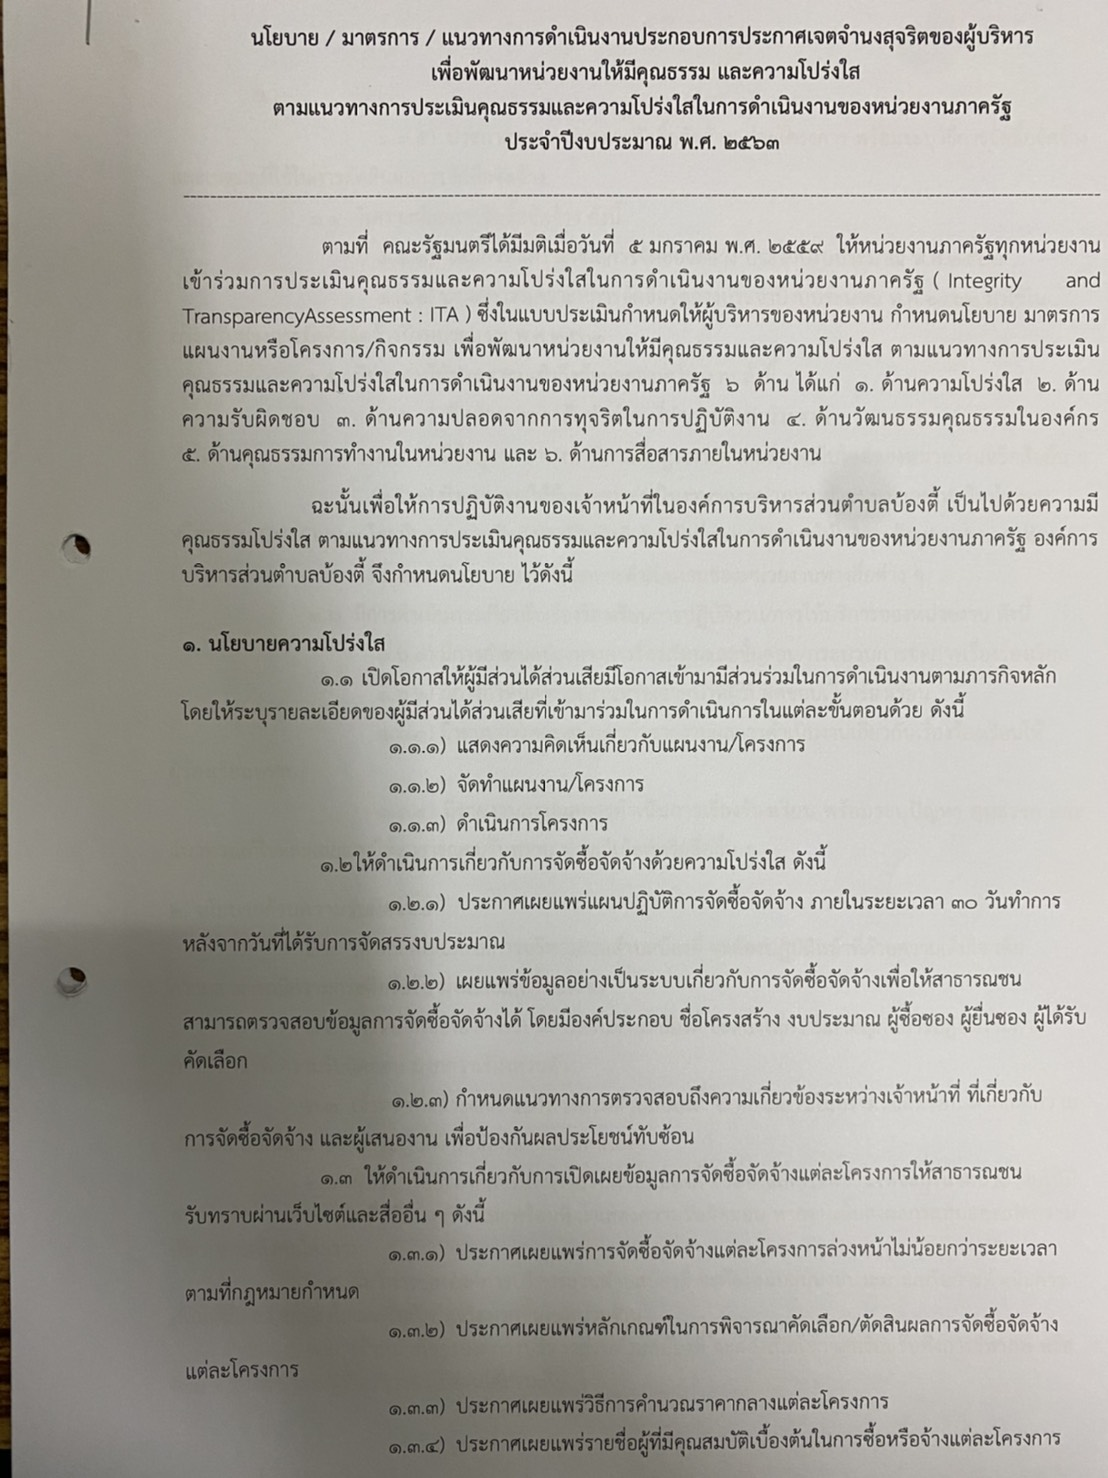 นโยบาย / มาตรการ / แนวทางการดำเนินงานประกอบการประกาศเจตจำนงสุจริตของผู้บริหาร
เพื่อพัฒนาหน่วยงานให้มีคุณธรรม และความโปร่งใส
ตามแนวทางการประเมินคุณธรรมและความโปร่งใสในการดำเนินงานของหน่วยงานภาครัฐ
ประจำปีงบประมาณ พ.ศ. ๒๕๖๓
ตามที่ คณะรัฐมนตรีได้มีมติเมื่อวันที่ ๕ มกราคม พ.ศ. ๒๕๕๙ ให้หน่วยงานภาครัฐทุกหน่วยงาน
เข้าร่วมการประเมินคุณธรรมและความโปร่งใสในการดำเนินงานของหน่วยงานภาครัฐ ( Integrity and
TransparencyAssessment : ITA ) ซึ่งในแบบประเมินกำหนดให้ผู้บริหารของหน่วยงาน กำหนดนโยบาย มาตรการ
แผนงานหรือโครงการ/กิจกรรม เพื่อพัฒนาหน่วยงานให้มีคุณธรรมและความโปร่งใส ตามแนวทางการประเมิน
คุณธรรมและความโปร่งใสในการดำเนินงานของหน่วยงานภาครัฐ ๖ ด้าน ได้แก่ ๑. ด้านความโปร่งใส ๒. ด้าน
ความรับผิดชอบ ๓. ด้านความปลอดจากการทุจริตในการปฏิบัติงาน ๔. ด้านวัฒนธรรมคุณธรรมในองค์กร
๕. ด้านคุณธรรมการทำงานในหน่วยงาน และ ๖. ด้านการสื่อสารภายในหน่วยงาน
ฉะนั้นเพื่อให้การปฏิบัติงานของเจ้าหน้าที่ในองค์การบริหารส่วนตำบลบ้องตี้ เป็นไปด้วยความมี
คุณธรรมโปร่งใส ตามแนวทางการประเมินคุณธรรมและความโปร่งใสในการดำเนินงานของหน่วยงานภาครัฐ องค์การ
บริหารส่วนตำบลบ้องตี้ จึงกำหนดนโยบาย ไว้ดังนี้
๑. นโยบายความโปร่งใส
๑.๑ เปิดโอกาสให้ผู้มีส่วนได้ส่วนเสียมีโอกาสเข้ามามีส่วนร่วมในการดำเนินงานตามภารกิจหลัก
โดยให้ระบุรายละเอียดของผู้มีส่วนได้ส่วนเสียที่เข้ามาร่วมในการดำเนินการในแต่ละขั้นตอนด้วย ดังนี้
๑.๑.๑) แสดงความคิดเห็นเกี่ยวกับแผนงาน/โครงการ
๑.๑.๒) จัดทำแผนงาน/โครงการ
๑.๑.๓) ดำเนินการโครงการ
๑.๒ให้ดำเนินการเกี่ยวกับการจัดซื้อจัดจ้างด้วยความโปร่งใส ดังนี้
๑.๒.๑) ประกาศเผยแพร่แผนปฏิบัติการจัดซื้อจัดจ้าง ภายในระยะเวลา ๓๐ วันทำการ
หลังจากวันที่ได้รับการจัดสรรงบประมาณ
๑.๒.๒) เผยแพร่ข้อมูลอย่างเป็นระบบเกี่ยวกับการจัดซื้อจัดจ้างเพื่อให้สาธารณชน
สามารถตรวจสอบข้อมูลการจัดซื้อจัดจ้างได้ โดยมีองค์ประกอบ ชื่อโครงสร้าง งบประมาณ ผู้ซื้อซอง ผู้ยื่นซอง ผู้ได้รับ
คัดเลือก
๑.๒.๓) กำหนดแนวทางการตรวจสอบถึงความเกี่ยวข้องระหว่างเจ้าหน้าที่ ที่เกี่ยวกับ
การจัดซื้อจัดจ้าง และผู้เสนองาน เพื่อป้องกันผลประโยชน์ทับซ้อน
๑.๓ ให้ดำเนินการเกี่ยวกับการเปิดเผยข้อมูลการจัดซื้อจัดจ้างแต่ละโครงการให้สาธารณชน
รับทราบผ่านเว็บไซต์และสื่ออื่น ๆ ดังนี้
๑.๓.๑) ประกาศเผยแพร่การจัดซื้อจัดจ้างแต่ละโครงการล่วงหน้าไม่น้อยกว่าระยะเวลา
ตามที่กฎหมายกำหนด
๑.๓.๒) ประกาศเผยแพร่หลักเกณฑ์ในการพิจารณาคัดเลือก/ตัดสินผลการจัดซื้อจัดจ้าง
แต่ละโครงการ
๑.๓.๓) ประกาศเผยแพร่วิธีการคำนวณราคากลางแต่ละโครงการ
๑.๓.๔) ประกาศเผยแพร่รายชื่อผู้ที่มีคุณสมบัติเบื้องต้นในการซื้อหรือจ้างแต่ละโครงการ